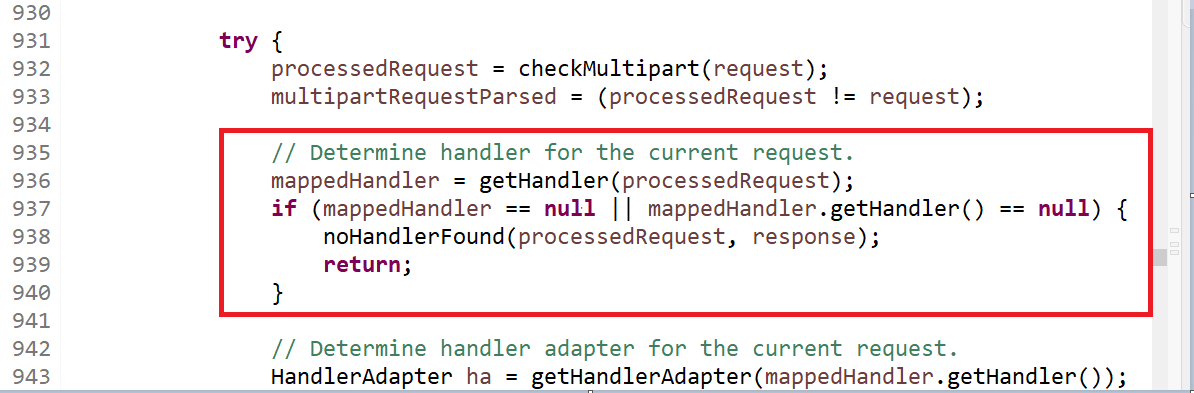 930
931 try {
932 processedRequest = checkMultipart(request);
933 multipartRequestParsed = (processedRequest != request);
934
935 // Determine handler for the current request.
936 mappedHandler = getHandler(processedRequest);
937 if (mappedHandler == null || mappedHandler.getHandler() == null) {
938 noHandlerFound(processedRequest, response);
939 return;
940 }
941
942 // Determine handler adapter for the current request.
943 HandlerAdapter ha = getHandlerAdapter(mappedHandler.getHandler());